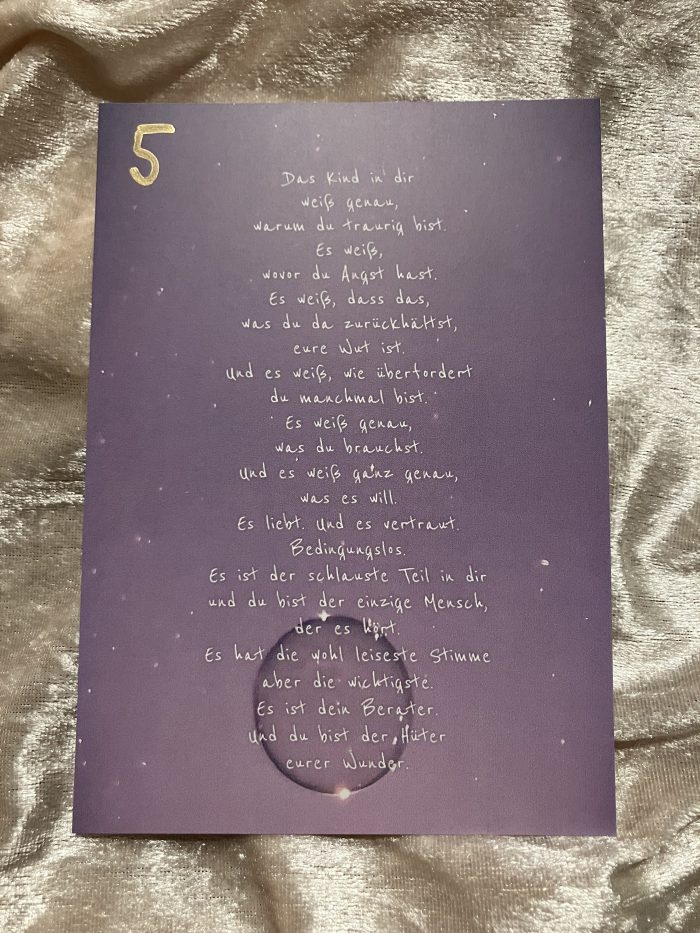 5
Das Kind in dir
weiß genau,
warum du traurig bist.
Es weiß,
wovor du Angst hast.
Es weiß, dass das,
was du da zurückhältst,
eure Wut ist.
Und es weiß, wie überfordert
du manchmal bist.
Es weiß genau,
was du brauchst.
Und es weiß ganz genau,
was es will.
Es liebt. Und es vertraut.
Bedingungslos.
Es ist der schlauste Teil in dir
und du bist der einzige Mensch,
der es hört.
Es hat die wohl leiseste Stimme
aber die wichtigste.
Es ist dein Berater.
Und du bist der Hüter
eurer Wunder.